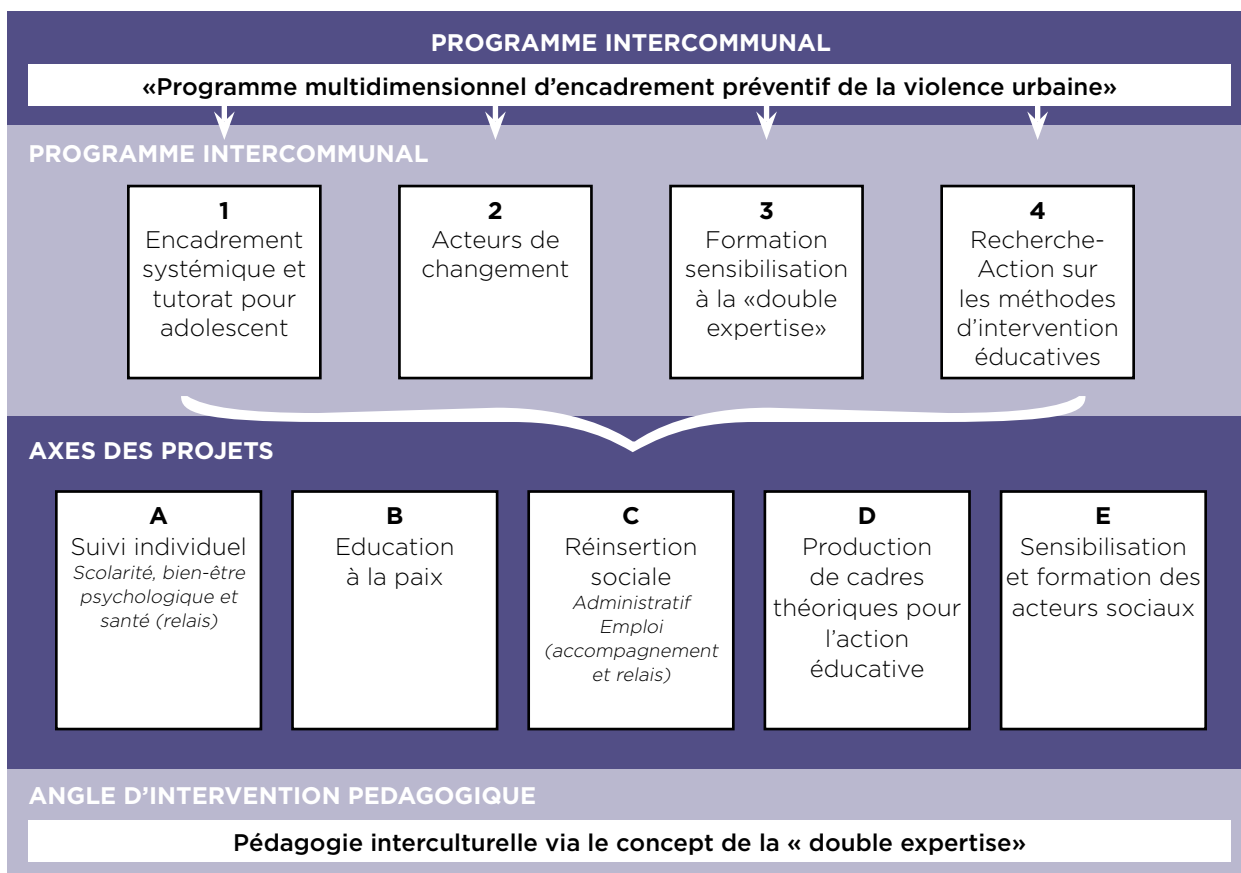 PROGRAMME INTERCOMMUNAL
«Programme multidimensionnel d'encadrement préventif de la violence urbaine»
PROGRAMME INTERCOMMUNAL
1
Encadrement
systémique et
tutorat pour
adolescent
2
Acteurs de
changement
3
Formation
sensibilisation
à la «double
expertise»
4
Recherche-
Action sur
les méthodes
d'intervention
éducatives
AXES DES PROJETS
A
Suivi individuel
Scolarité, bien-être
psychologique et
santé (relais)
B
Education
à la paix
C
Réinsertion
sociale
Administratif
Emploi
(accompagnement
et relais)
D
Production
de cadres
théoriques pour
l'action
éducative
E
Sensibilisation
et formation des
acteurs sociaux
ANGLE D'INTERVENTION PEDAGOGIQUE
Pédagogie interculturelle via le concept de la « double expertise»